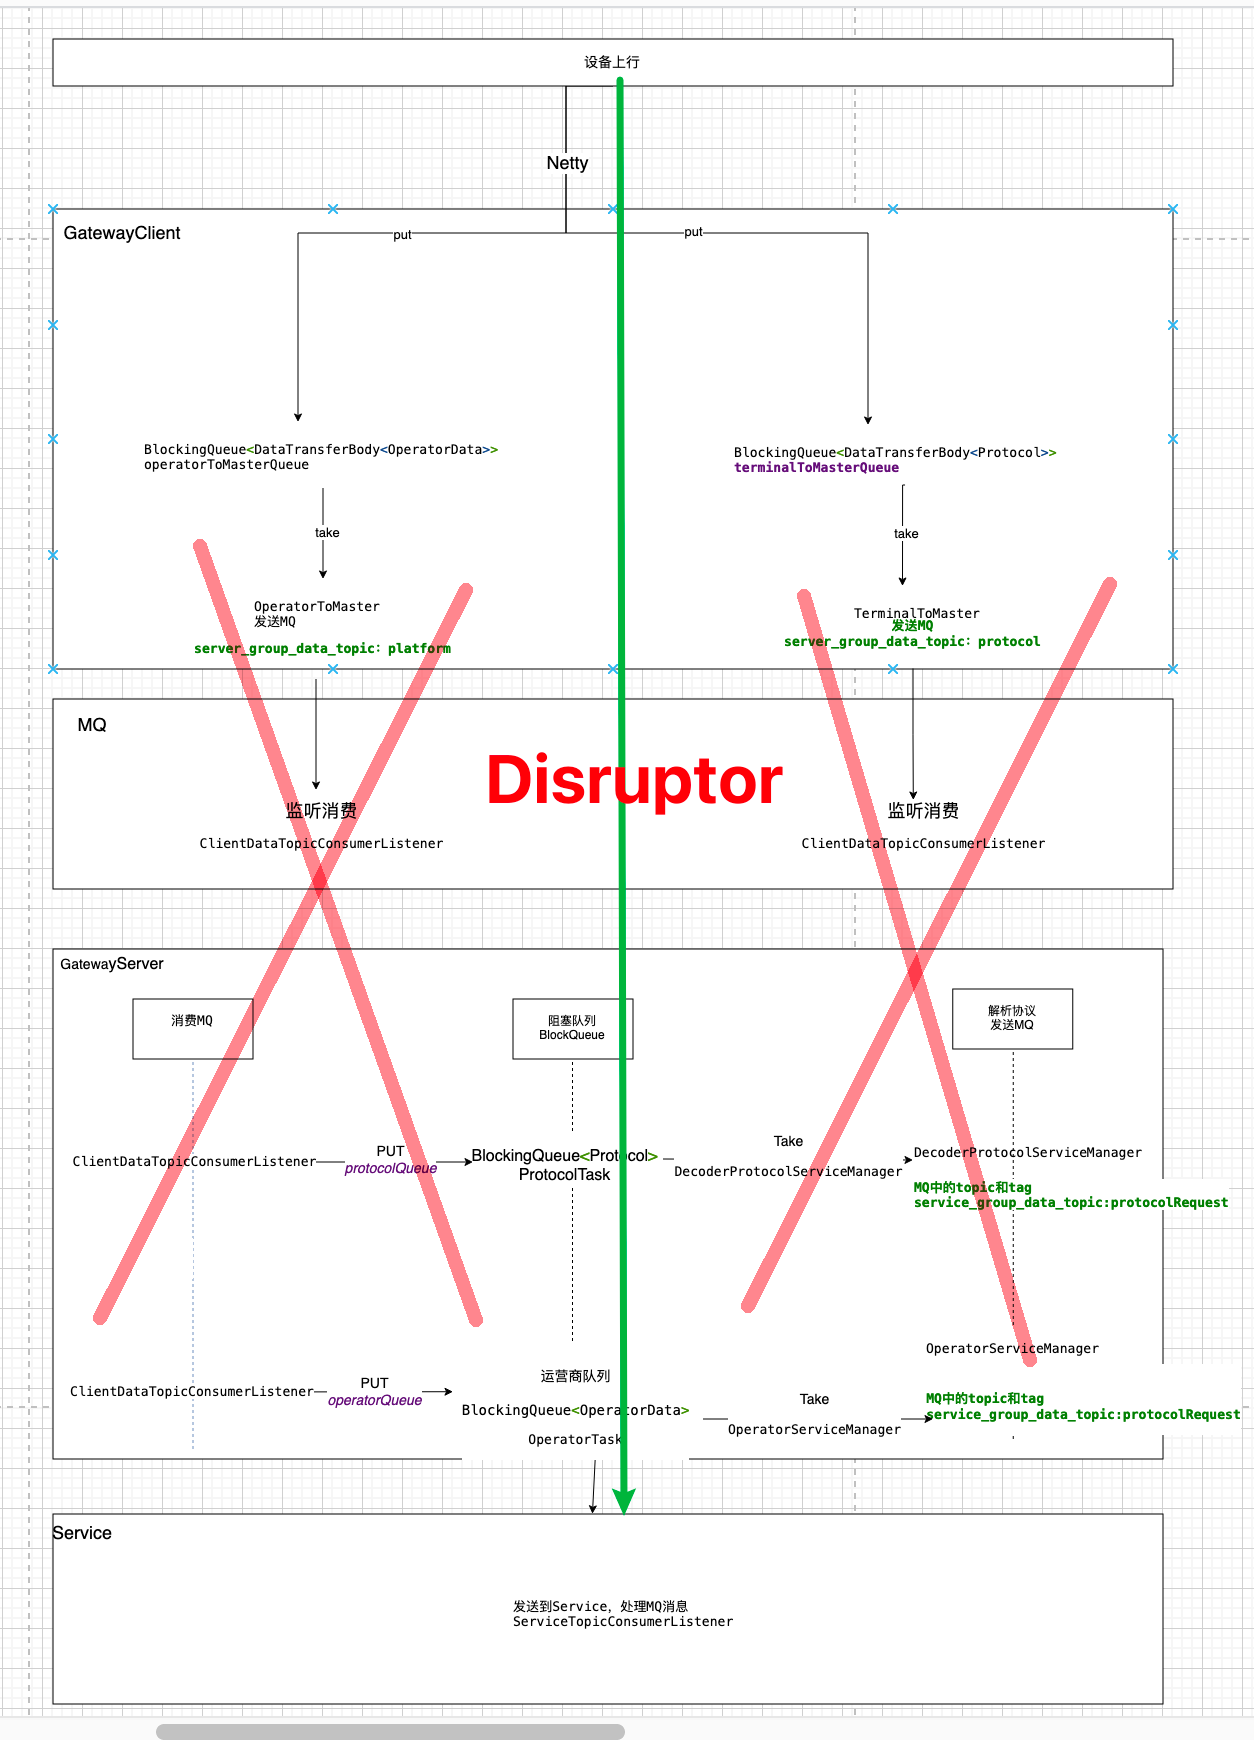 设备上行
Netty
GatewayClient
put
put
BlockingQueue<DataTransferBody<OperatorData>>
operatorToMasterQueue
BlockingQueue<DataTransferBody<Protocol>>
terminalToMasterQueue
take
take
OperatorToMaster
发送MQ
server_group_data_topic：platform
TerminalToMaster
发送MQ
server_group_data_topic：protocol
MQ
Disruptor
监听消费
ClientDataTopicConsumerListener
监听消费
ClientDataTopicConsumerListener
GatewayServer
消费MQ
阻塞队列
BlockQueue
解析协议
发送MQ
ClientDataTopicConsumerListener
PUT
protocolQueue
BlockingQueue<Protocol>
ProtocolTask
Take
DecoderProtocolServiceManager
DecoderProtocolServiceManager
MQ中的topic和tag
service_group_data_topic:protocolRequest
ClientDataTopicConsumerListener
PUT
operatorQueue
运营商队列
BlockingQueue<OperatorData>
OperatorTask
Take
OperatorServiceManager
OperatorServiceManager
MQ中的topic和tag
service_group_data_topic:protocolRequest
Service
发送到Service，处理MQ消息
ServiceTopicConsumerListener